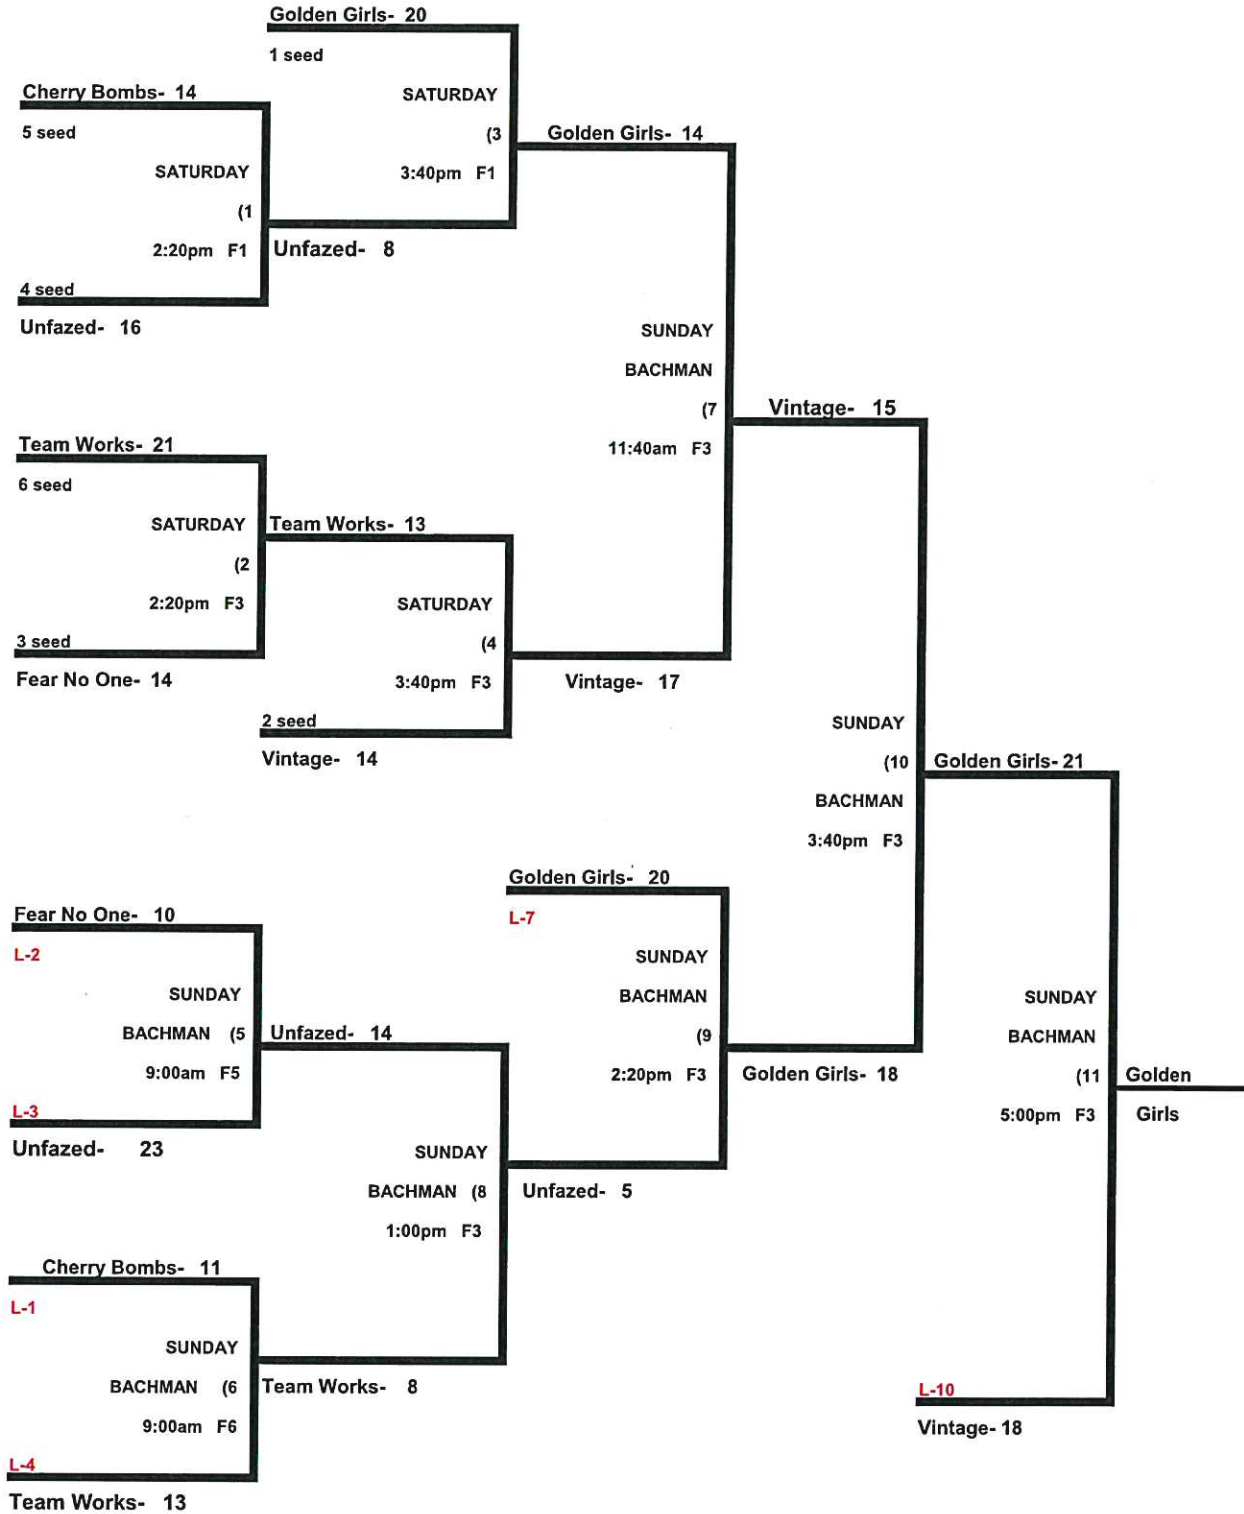 Golden Girls- 20
1 seed
Cherry Bombs- 14
5 seed
SATURDAY
(3
3:40pm F1
Golden Girls- 14
SATURDAY
(1
2:20pm F1
Unfazed- 8
4 seed
Unfazed- 16
SUNDAY
BACHMAN
(7
11:40am F3
Vintage- 15
Team Works- 21
6 seed
SATURDAY
(2
2:20pm F3
Team Works- 13
3 seed
Fear No One- 14
SATURDAY
(4
3:40pm F3
Vintage- 17
2 seed
Vintage- 14
SUNDAY
(10
BACHMAN
3:40pm F3
Golden Girls- 21
Golden Girls- 20
L-7
Fear No One- 10
L-2
SUNDAY
BACHMAN (5
9:00am F5
Unfazed- 14
L-3
Unfazed- 23
SUNDAY
BACHMAN
(9
2:20pm F3
Golden Girls- 18
SUNDAY
BACHMAN
(11
5:00pm F3
Golden
Girls
SUNDAY
BACHMAN (8
1:00pm F3
Unfazed- 5
Cherry Bombs- 11
L-1
SUNDAY
BACHMAN (6
9:00am F6
Team Works- 8
L-4
Team Works- 13
L-10
Vintage- 18